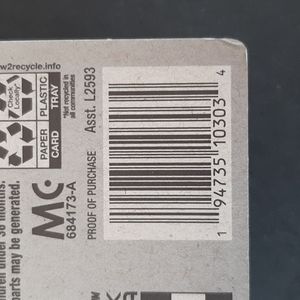 w2recycle.info
Check Locally*
PAPER CARD
PLASTIC TRAY
*Not recycled in
all communities
MC
684173-A
PROOF OF PURCHASE
Asst. L2593
1 94735 10303 4
under 36 months.
parts may be generated.